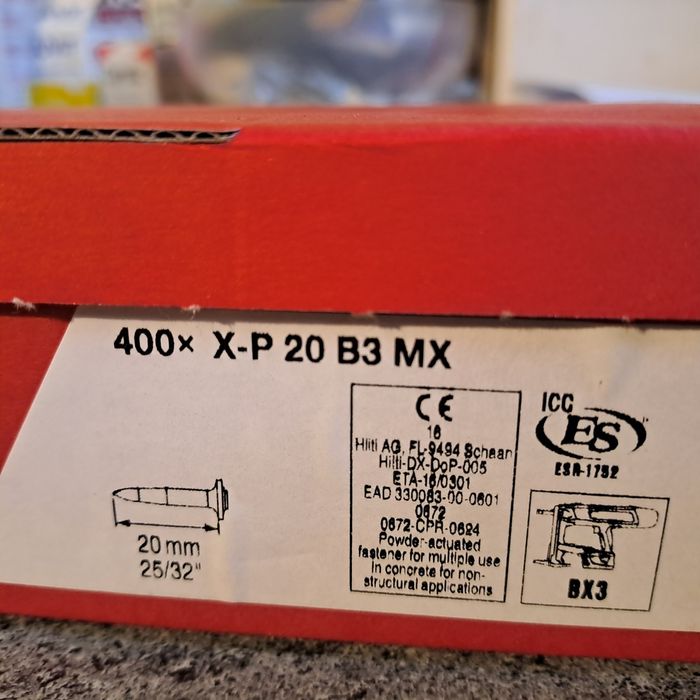 400× X-P 20 B3 MX
CE
16
Hilti AG, FL-9494 Schaan
Hilti-DX-DoP-005
ETA-16/0301
EAD 330083-00-0601
0672
0672-CPR-0624
Powder-actuated
fastener for multiple use
in concrete for non-
structural applications
ICC
ES
ESR-1752
BX3
20 mm
25/32"